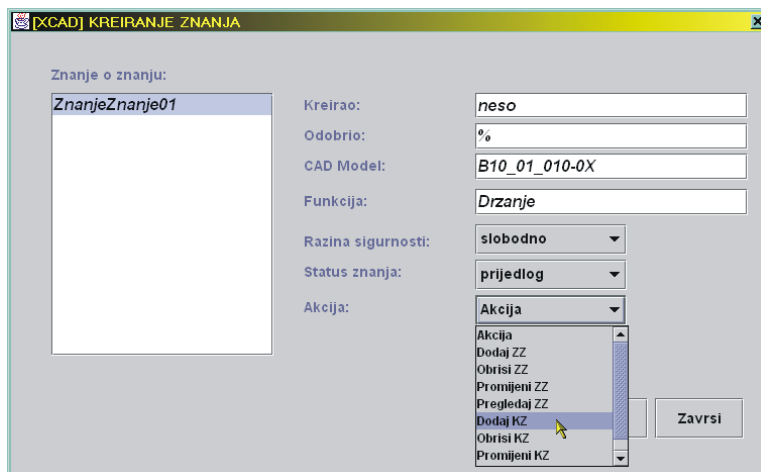 [XCAD] KREIRANJE ZNANJA
Znanje o znanju:
ZnanjeZnanje01
Kreirao: neso
Odobrio: %
CAD Model: B10_01_010-0X
Funkcija: Drzanje
Razina sigurnosti: slobodno
Status znanja: prijedlog
Akcija: Akcija
Akcija
Dodaj ZZ
Obrisi ZZ
Promijeni ZZ
Pregledaj ZZ
Dodaj KZ
Obrisi KZ
Promijeni KZ
Zavrsi